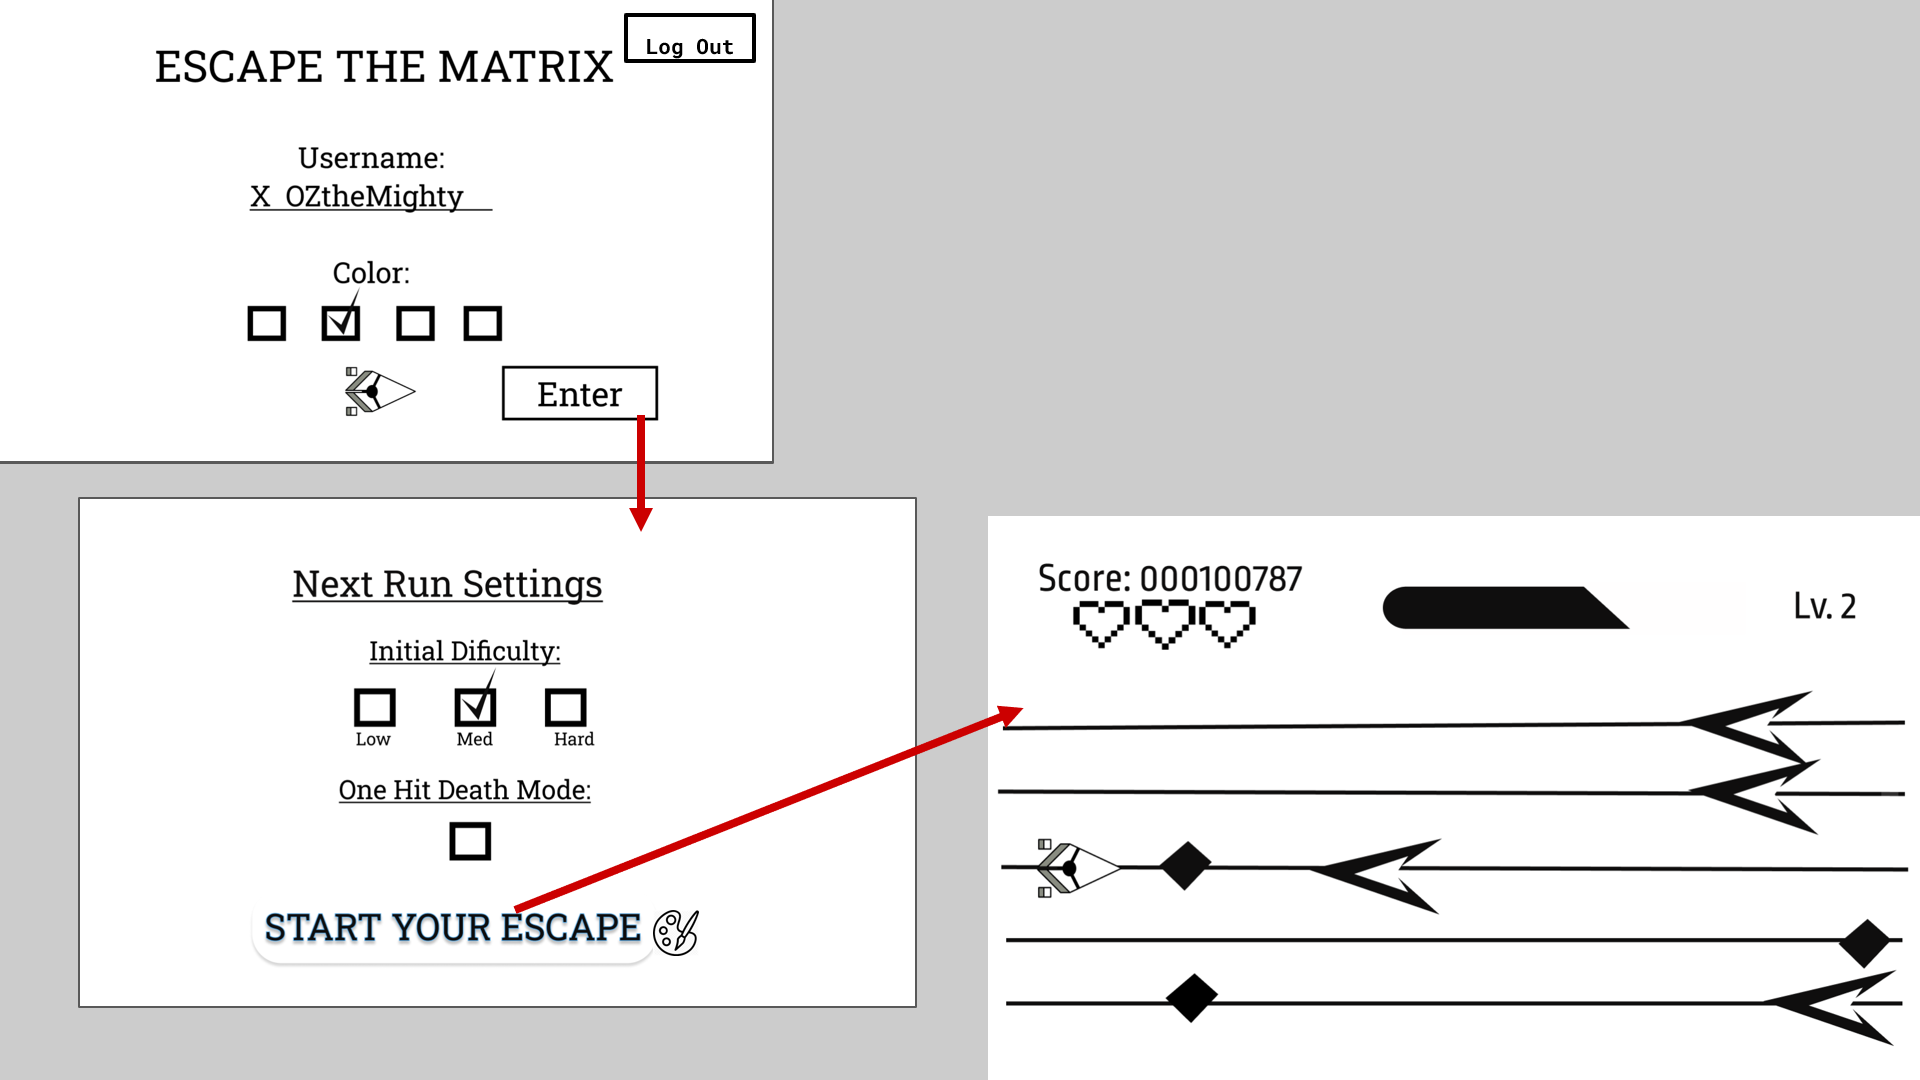 Log Out
ESCAPE THE MATRIX
Username:
X OZtheMighty
Color:
Enter
Next Run Settings
Initial Dificulty:
Low Med Hard
One Hit Death Mode:
START YOUR ESCAPE
Score: 000100787
Lv. 2